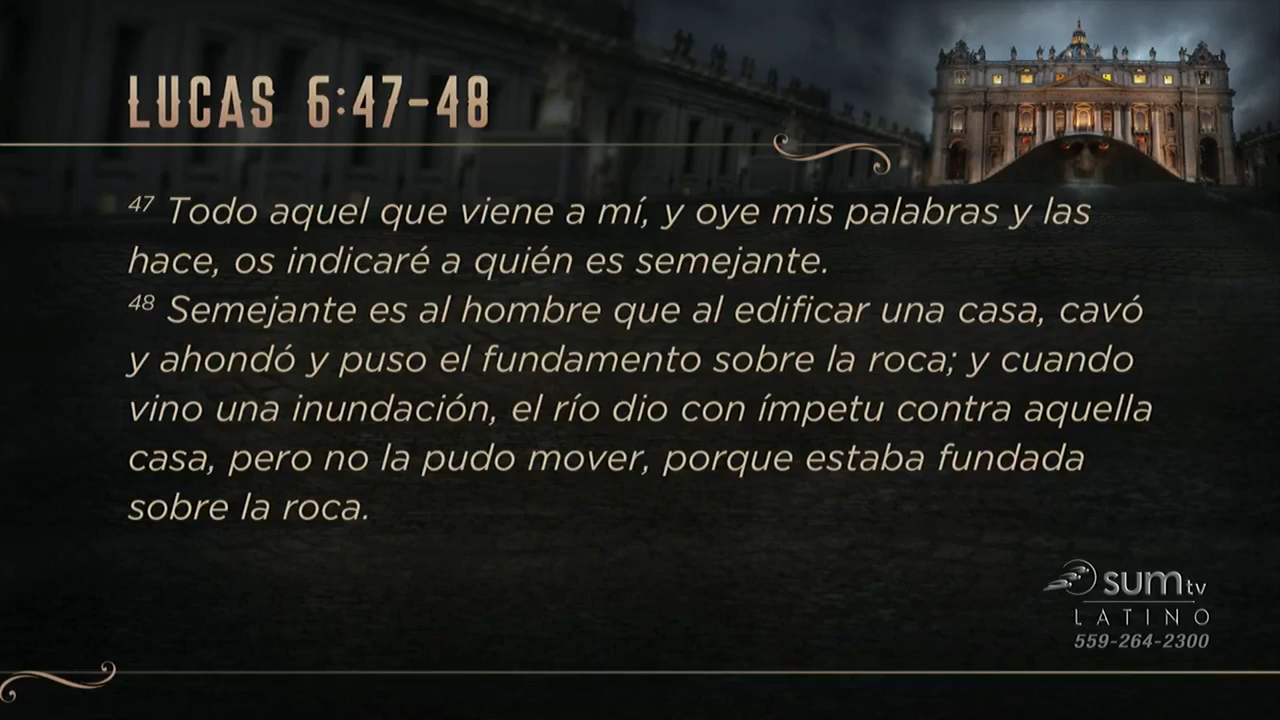 LUCAS 6:47-48
47 Todo aquel que viene a mí, y oye mis palabras y las
hace, os indicaré a quién es semejante.
48 Semejante es al hombre que al edificar una casa, cavó
y ahondó y puso el fundamento sobre la roca; y cuando
vino una inundación, el río dio con ímpetu contra aquella
casa, pero no la pudo mover, porque estaba fundada
sobre la roca.
sumtv
LATINO
559-264-2300